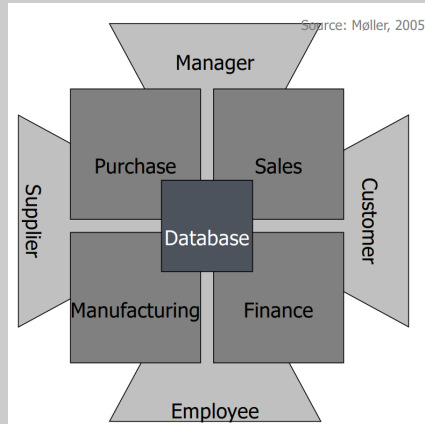 Source: Møller, 2005
Manager
Purchase
Sales
Supplier
Customer
Database
Manufacturing
Finance
Employee